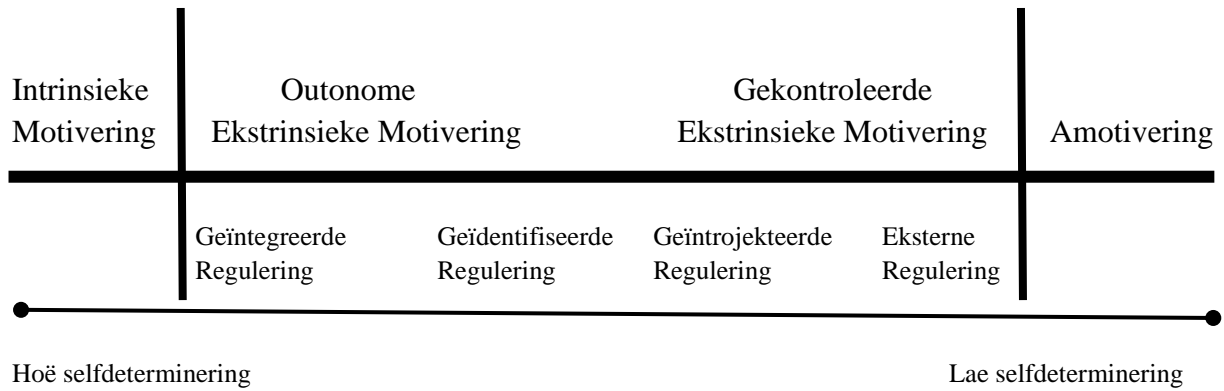 Intrinsieke
Motivering
Outonome
Ekstrinsieke Motivering
Gekontroleerde
Ekstrinsieke Motivering
Amotivering
Geïntegreerde
Regulering
Geïdentifiseerde
Regulering
Geïntrojekteerde
Regulering
Eksterne
Regulering
Hoë selfdeterminering
Lae selfdeterminering